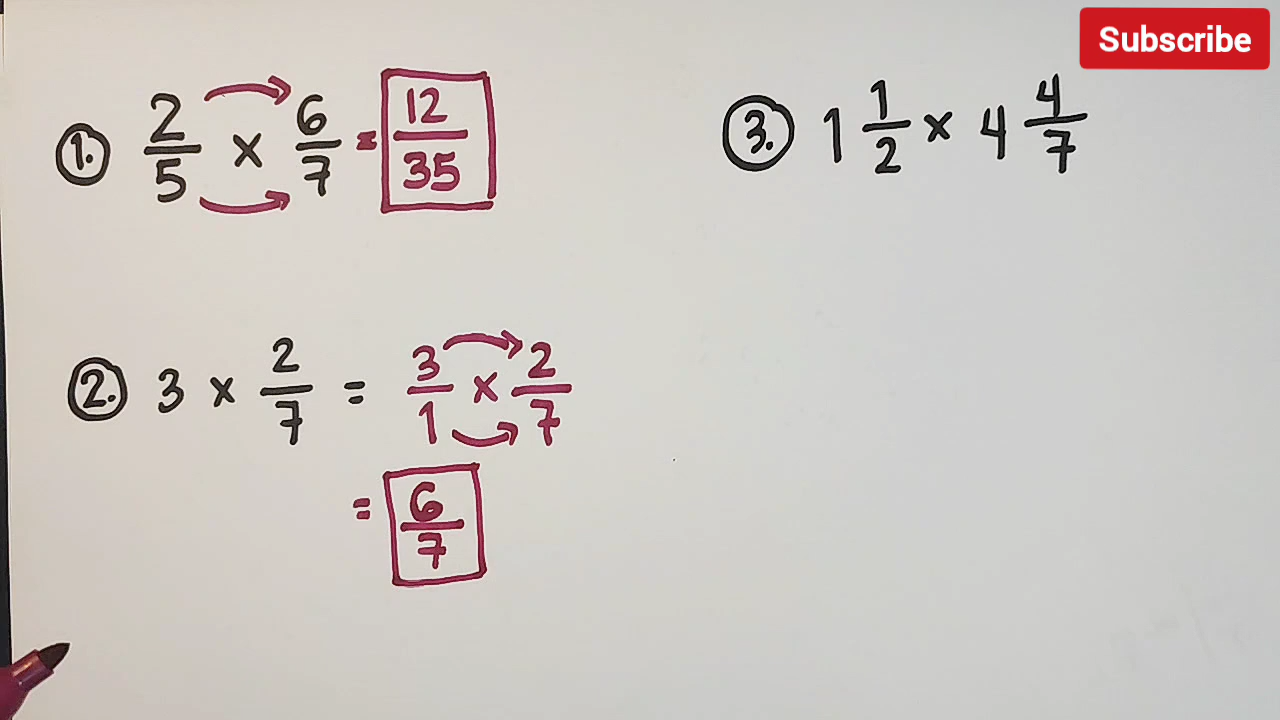 Subscribe
1. 2/5 × 6/7 = 12/35
2. 3 × 2/7 = 3/1 × 2/7
= 6/7
3. 1 1/2 × 4 4/7